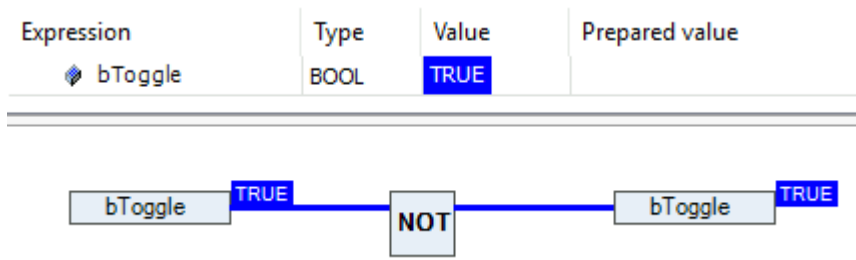 Expression Type Value Prepared value
bToggle BOOL TRUE
bToggle TRUE NOT bToggle TRUE